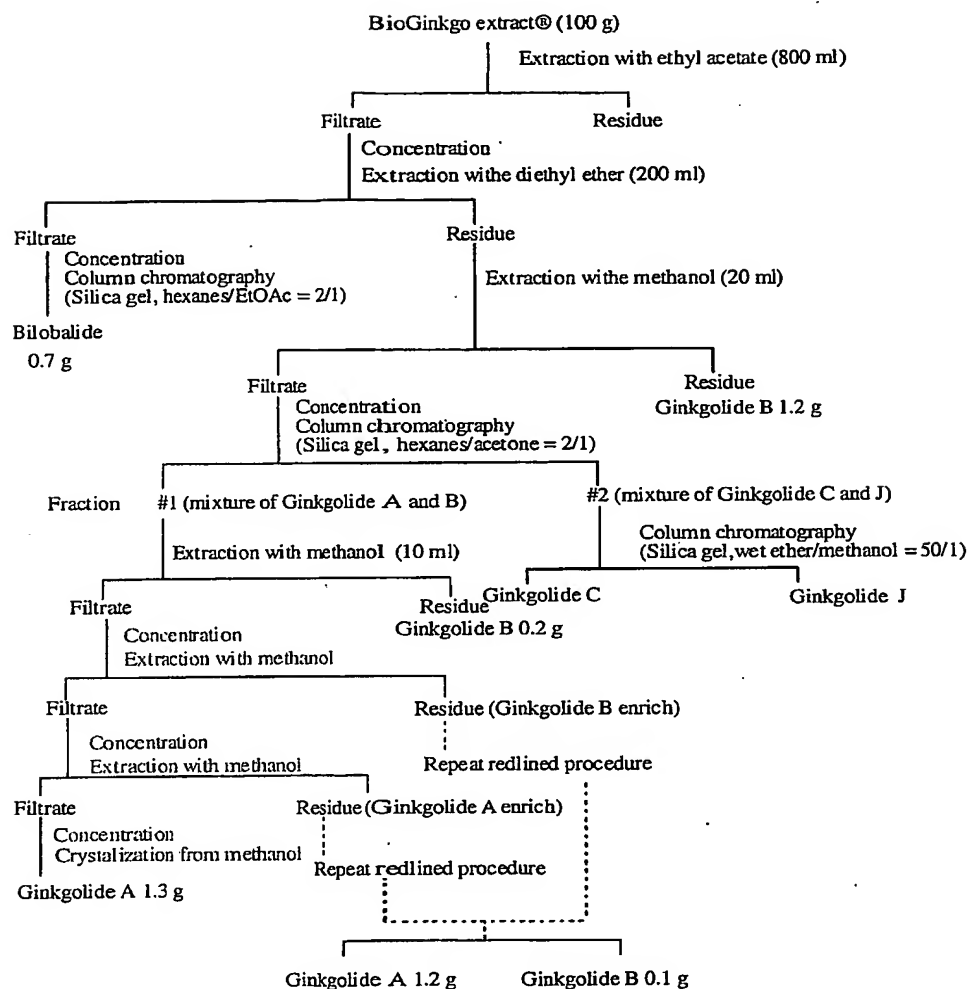 BioGinkgo extract® (100 g)
Extraction with ethyl acetate (800 ml)
Filtrate
Residue
Concentration
Extraction withe diethyl ether (200 ml)
Filtrate
Residue
Concentration
Column chromatography
(Silica gel, hexanes/EtOAc = 2/1)
Extraction withe methanol (20 ml)
Bilobalide
0.7 g
Filtrate
Residue
Ginkgolide B 1.2 g
Concentration
Column chromatography
(Silica gel, hexanes/acetone = 2/1)
Fraction #1 (mixture of Ginkgolide A and B)
#2 (mixture of Ginkgolide C and J)
Extraction with methanol (10 ml)
Column chromatography
(Silica gel, wet ether/methanol = 50/1)
Filtrate
Residue
Ginkgolide B 0.2 g
Ginkgolide C
Ginkgolide J
Concentration
Extraction with methanol
Filtrate
Residue (Ginkgolide B enrich)
Concentration
Extraction with methanol
Repeat redlined procedure
Filtrate
Residue (Ginkgolide A enrich)
Concentration
Crystalization from methanol
Repeat redlined procedure
Ginkgolide A 1.3 g
Ginkgolide A 1.2 g
Ginkgolide B 0.1 g